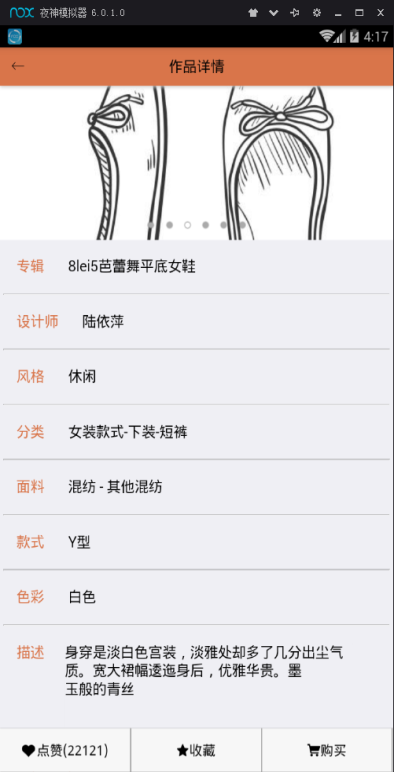 nox 夜神模拟器 6.0.1.0
4:17
作品详情
专辑 8lei5芭蕾舞平底女鞋
设计师 陆依萍
风格 休闲
分类 女装款式-下装-短裤
面料 混纺 - 其他混纺
款式 Y型
色彩 白色
描述 身穿是淡白色宫装，淡雅处却多了几分出尘气
质。宽大裙幅逶迤身后，优雅华贵。墨
玉般的青丝
点赞(22121) 收藏 购买